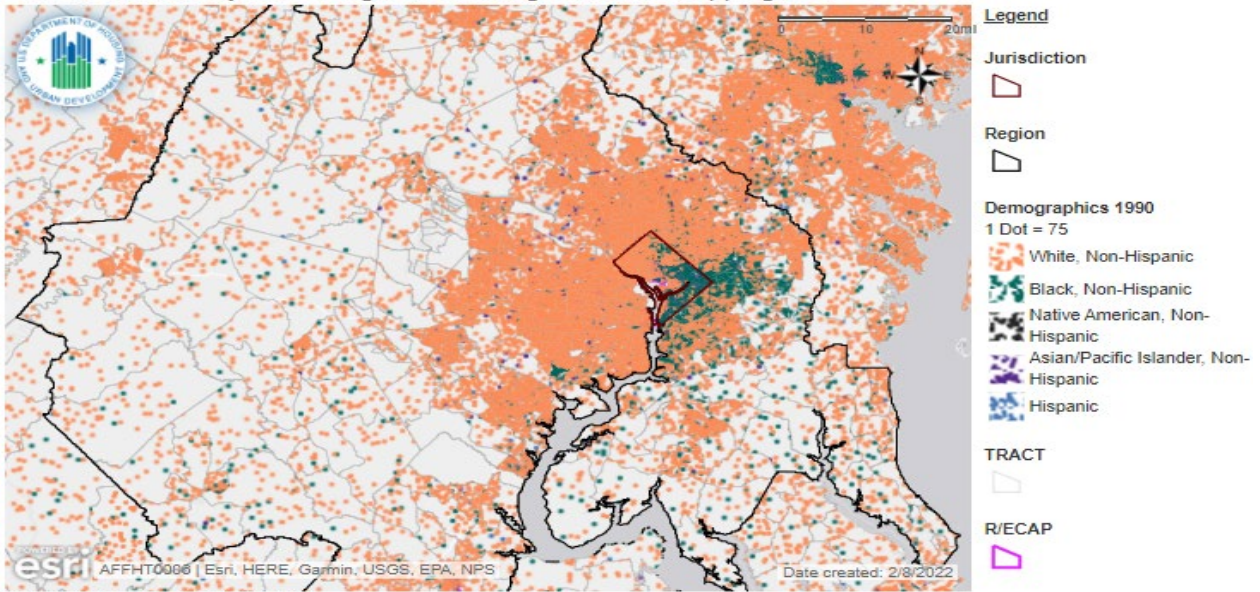 U.S. DEPARTMENT OF HOUSING
AND URBAN DEVELOPMENT
0 10 20mi
N
W E
S
Legend
Jurisdiction
Region
Demographics 1990
1 Dot = 75
White, Non-Hispanic
Black, Non-Hispanic
Native American, Non-
Hispanic
Asian/Pacific Islander, Non-
Hispanic
Hispanic
TRACT
R/ECAP
POWERED BY
esri
AFFHT0006 | Esri, HERE, Garmin, USGS, EPA, NPS
Date created: 2/8/2022